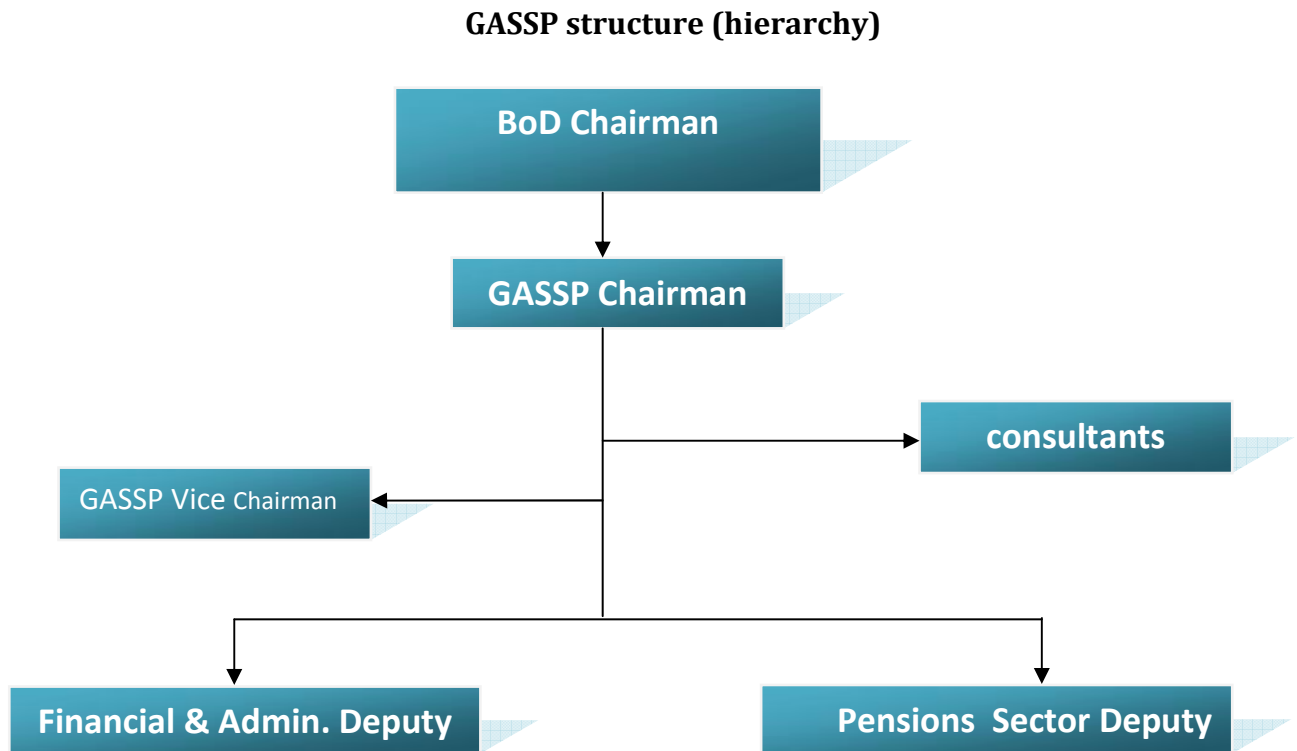 GASSP structure (hierarchy)
BoD Chairman
GASSP Chairman
consultants
GASSP Vice Chairman
Financial & Admin. Deputy
Pensions Sector Deputy